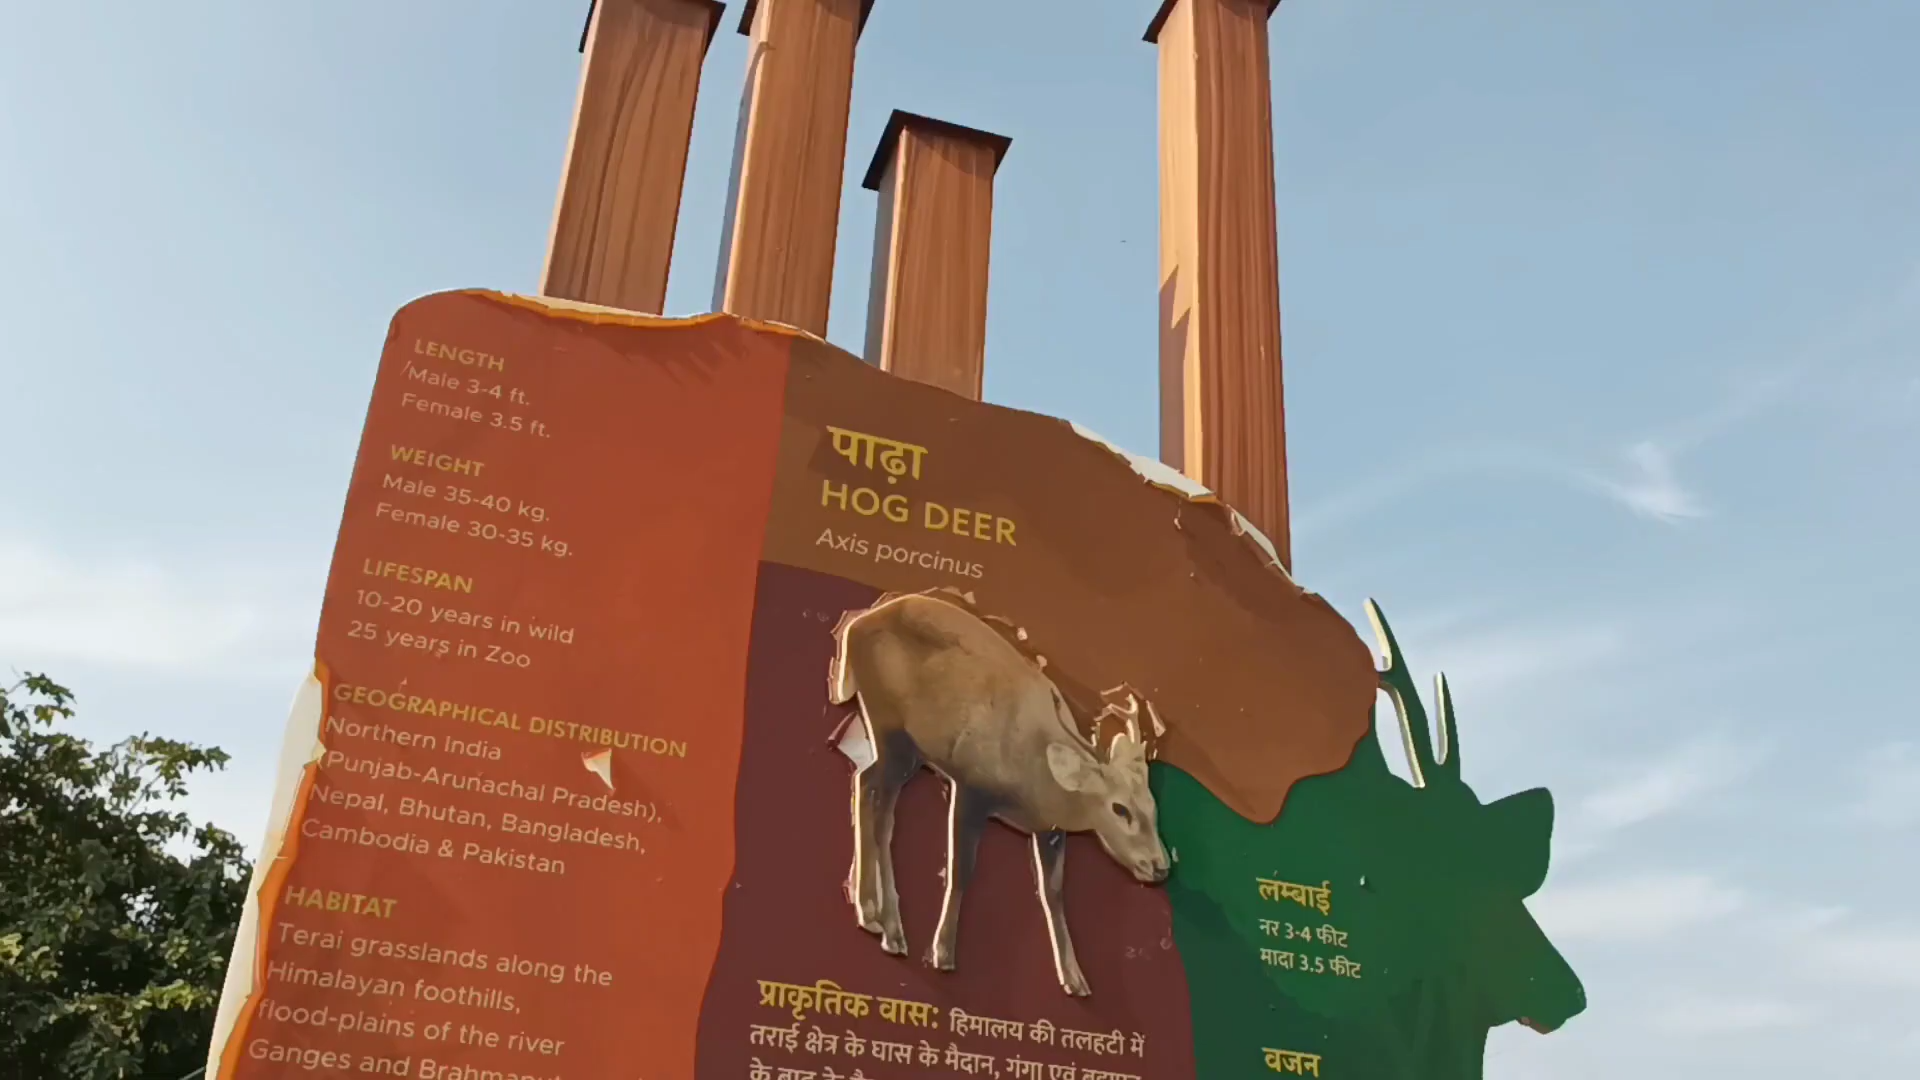 LENGTH
Male 3-4 ft.
Female 3.5 ft.
WEIGHT
Male 35-40 kg.
Female 30-35 kg.
LIFESPAN
10-20 years in wild
25 years in Zoo
GEOGRAPHICAL DISTRIBUTION
Northern India
(Punjab-Arunachal Pradesh),
Nepal, Bhutan, Bangladesh,
Cambodia & Pakistan
HABITAT
Terai grasslands along the
Himalayan foothills,
flood-plains of the river
Ganges and
पाढ़ा
HOG DEER
Axis porcinus
प्राकृतिक वास: हिमालय की तलहटी में
तराई क्षेत्र के घास के मैदान, गंगा एवं
लम्बाई
नर 3-4 फीट
मादा 3.5 फीट
वजन